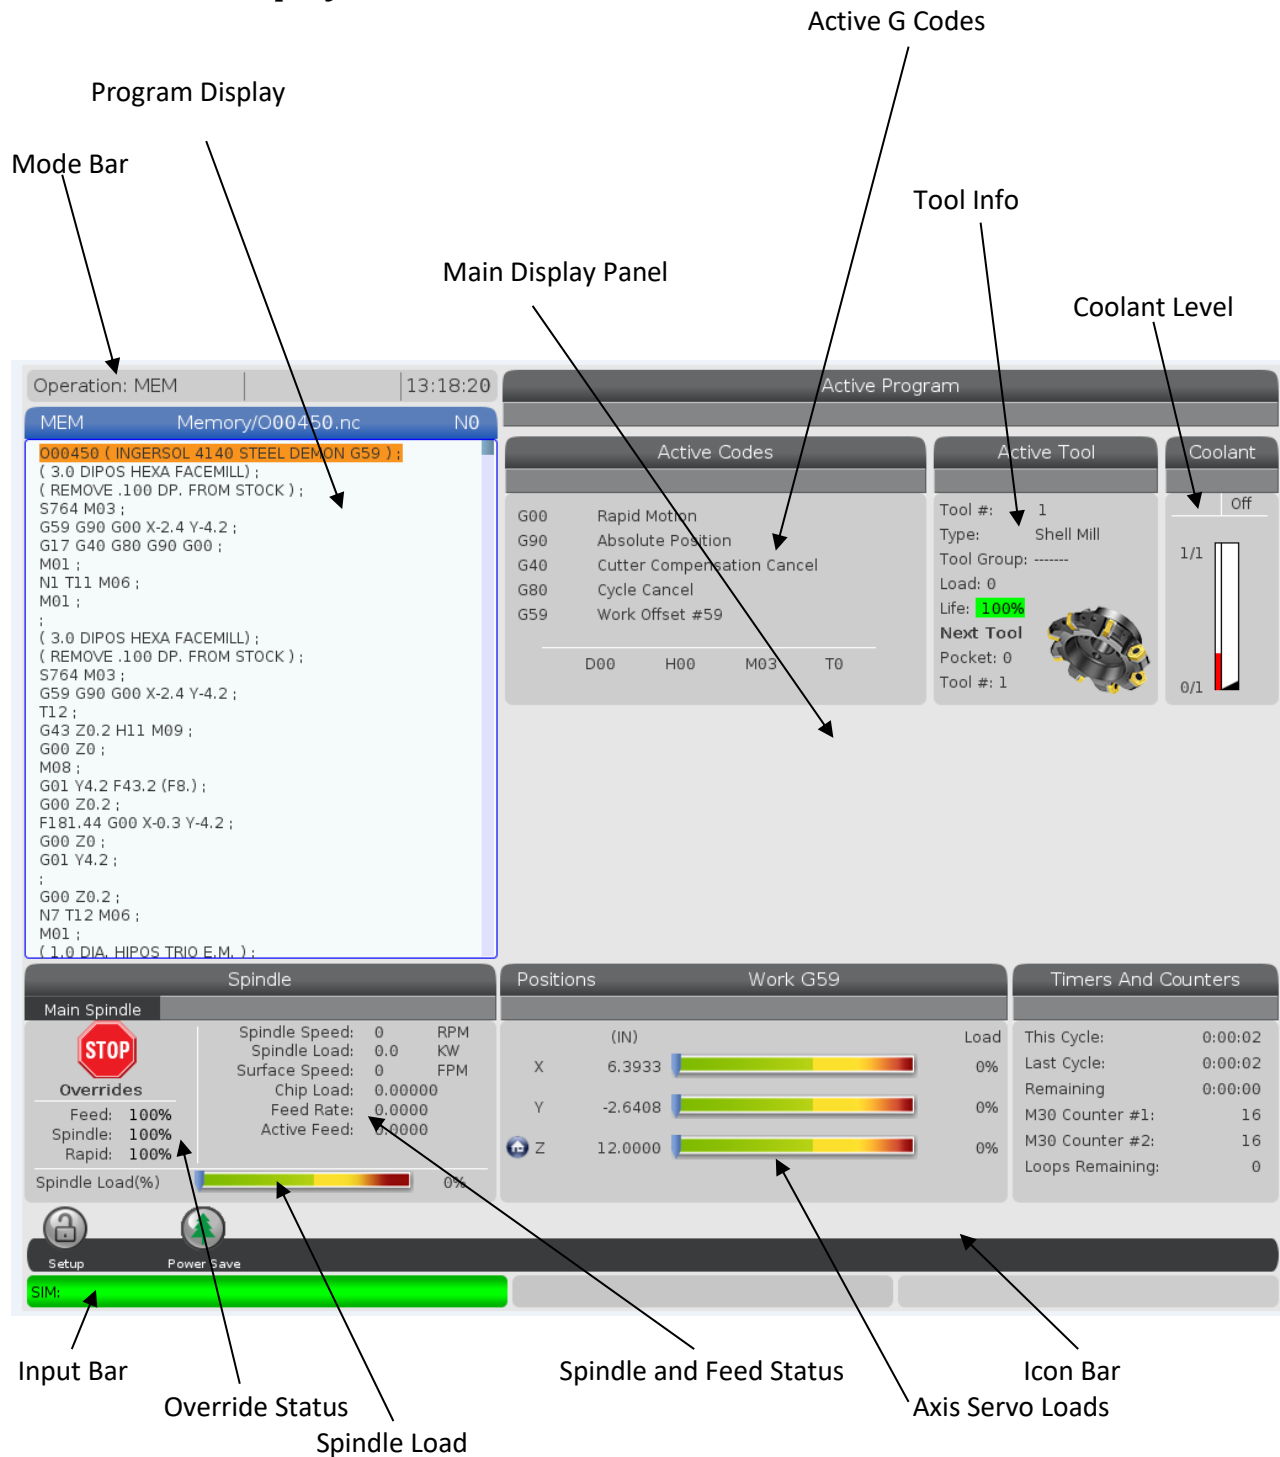 Active G Codes
Program Display
Mode Bar
Tool Info
Main Display Panel
Coolant Level
Operation: MEM 13:18:20
MEM Memory/O00450.nc N0
O00450 ( INGERSOL 4140 STEEL DEMON G59 ) ;
( 3.0 DIPOS HEXA FACEMILL) ;
( REMOVE .100 DP. FROM STOCK ) ;
S764 M03 ;
G59 G90 G00 X-2.4 Y-4.2 ;
G17 G40 G80 G90 G00 ;
M01 ;
N1 T11 M06 ;
M01 ;
;
( 3.0 DIPOS HEXA FACEMILL) ;
( REMOVE .100 DP. FROM STOCK ) ;
S764 M03 ;
G59 G90 G00 X-2.4 Y-4.2 ;
T12 ;
G43 Z0.2 H11 M09 ;
G00 Z0 ;
M08 ;
G01 Y4.2 F43.2 (F8.) ;
G00 Z0.2 ;
F181.44 G00 X-0.3 Y-4.2 ;
G00 Z0 ;
G01 Y4.2 ;
;
G00 Z0.2 ;
N7 T12 M06 ;
M01 ;
( 1.0 DIA. HIPOS TRIO E.M. ) ;
Active Program
Active Codes
G00 Rapid Motion
G90 Absolute Position
G40 Cutter Compensation Cancel
G80 Cycle Cancel
G59 Work Offset #59
D00 H00 M03 T0
Active Tool
Tool #: 1
Type: Shell Mill
Tool Group: -------
Load: 0
Life: 100%
Next Tool
Pocket: 0
Tool #: 1
Coolant
Off
1/1
0/1
Spindle
Main Spindle
STOP
Overrides
Feed: 100%
Spindle: 100%
Rapid: 100%
Spindle Speed: 0 RPM
Spindle Load: 0.0 KW
Surface Speed: 0 FPM
Chip Load: 0.00000
Feed Rate: 0.0000
Active Feed: 0.0000
Spindle Load(%) 0%
Positions Work G59
(IN) Load
X 6.3933 0%
Y -2.6408 0%
Z 12.0000 0%
Timers And Counters
This Cycle: 0:00:02
Last Cycle: 0:00:02
Remaining 0:00:00
M30 Counter #1: 16
M30 Counter #2: 16
Loops Remaining: 0
Setup Power Save
SIM:
Input Bar
Spindle and Feed Status
Icon Bar
Override Status
Axis Servo Loads
Spindle Load